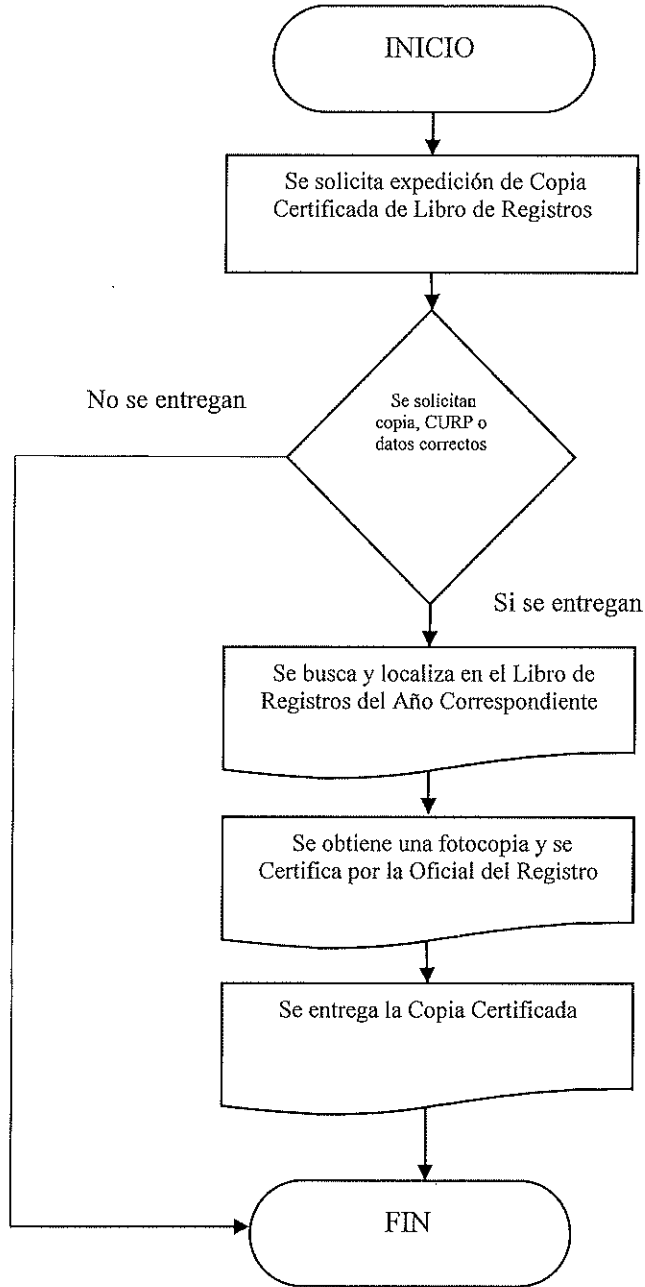 INICIO
Se solicita expedición de Copia
Certificada de Libro de Registros
No se entregan
Se solicitan
copia, CURP o
datos correctos
Si se entregan
Se busca y localiza en el Libro de
Registros del Año Correspondiente
Se obtiene una fotocopia y se
Certifica por la Oficial del Registro
Se entrega la Copia Certificada
FIN